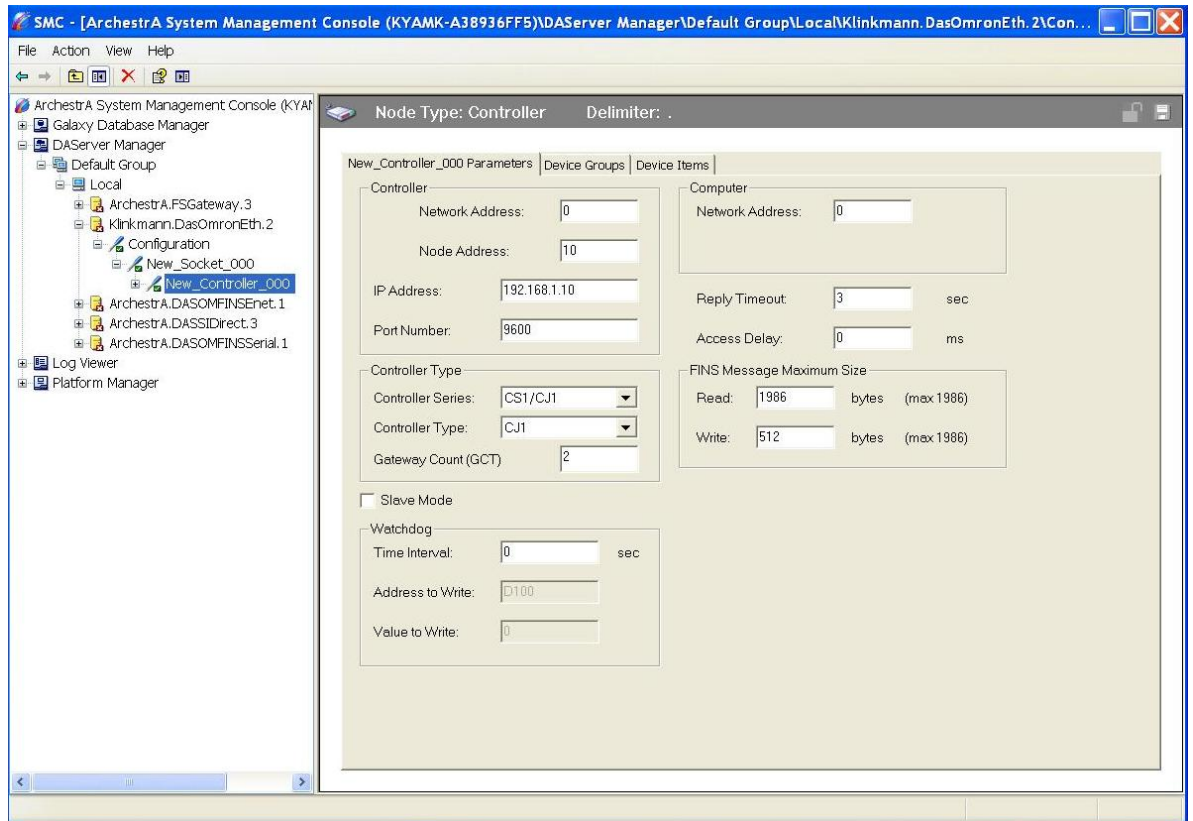 SMC - [ArchestrA System Management Console (KYAMK-A38936FF5)\DAServer Manager\Default Group\Local\Klinkmann.DasOmronEth.2\Con...
File Action View Help
ArchestrA System Management Console (KYAM
Galaxy Database Manager
DAServer Manager
Default Group
Local
ArchestrA.FSGateway.3
Klinkmann.DasOmronEth.2
Configuration
New_Socket_000
New_Controller_000
ArchestrA.DASOMFINSEnet.1
ArchestrA.DASSIDirect.3
ArchestrA.DASOMFINSSerial.1
Log Viewer
Platform Manager
Node Type: Controller Delimiter: .
New_Controller_000 Parameters Device Groups Device Items
Controller
Network Address: 0
Node Address: 10
IP Address: 192.168.1.10
Port Number: 9600
Computer
Network Address: 0
Reply Timeout: 3 sec
Access Delay: 0 ms
Controller Type
Controller Series: CS1/CJ1
Controller Type: CJ1
Gateway Count (GCT) 2
FINS Message Maximum Size
Read: 1986 bytes (max 1986)
Write: 512 bytes (max 1986)
Slave Mode
Watchdog
Time Interval: 0 sec
Address to Write: D100
Value to Write: 0